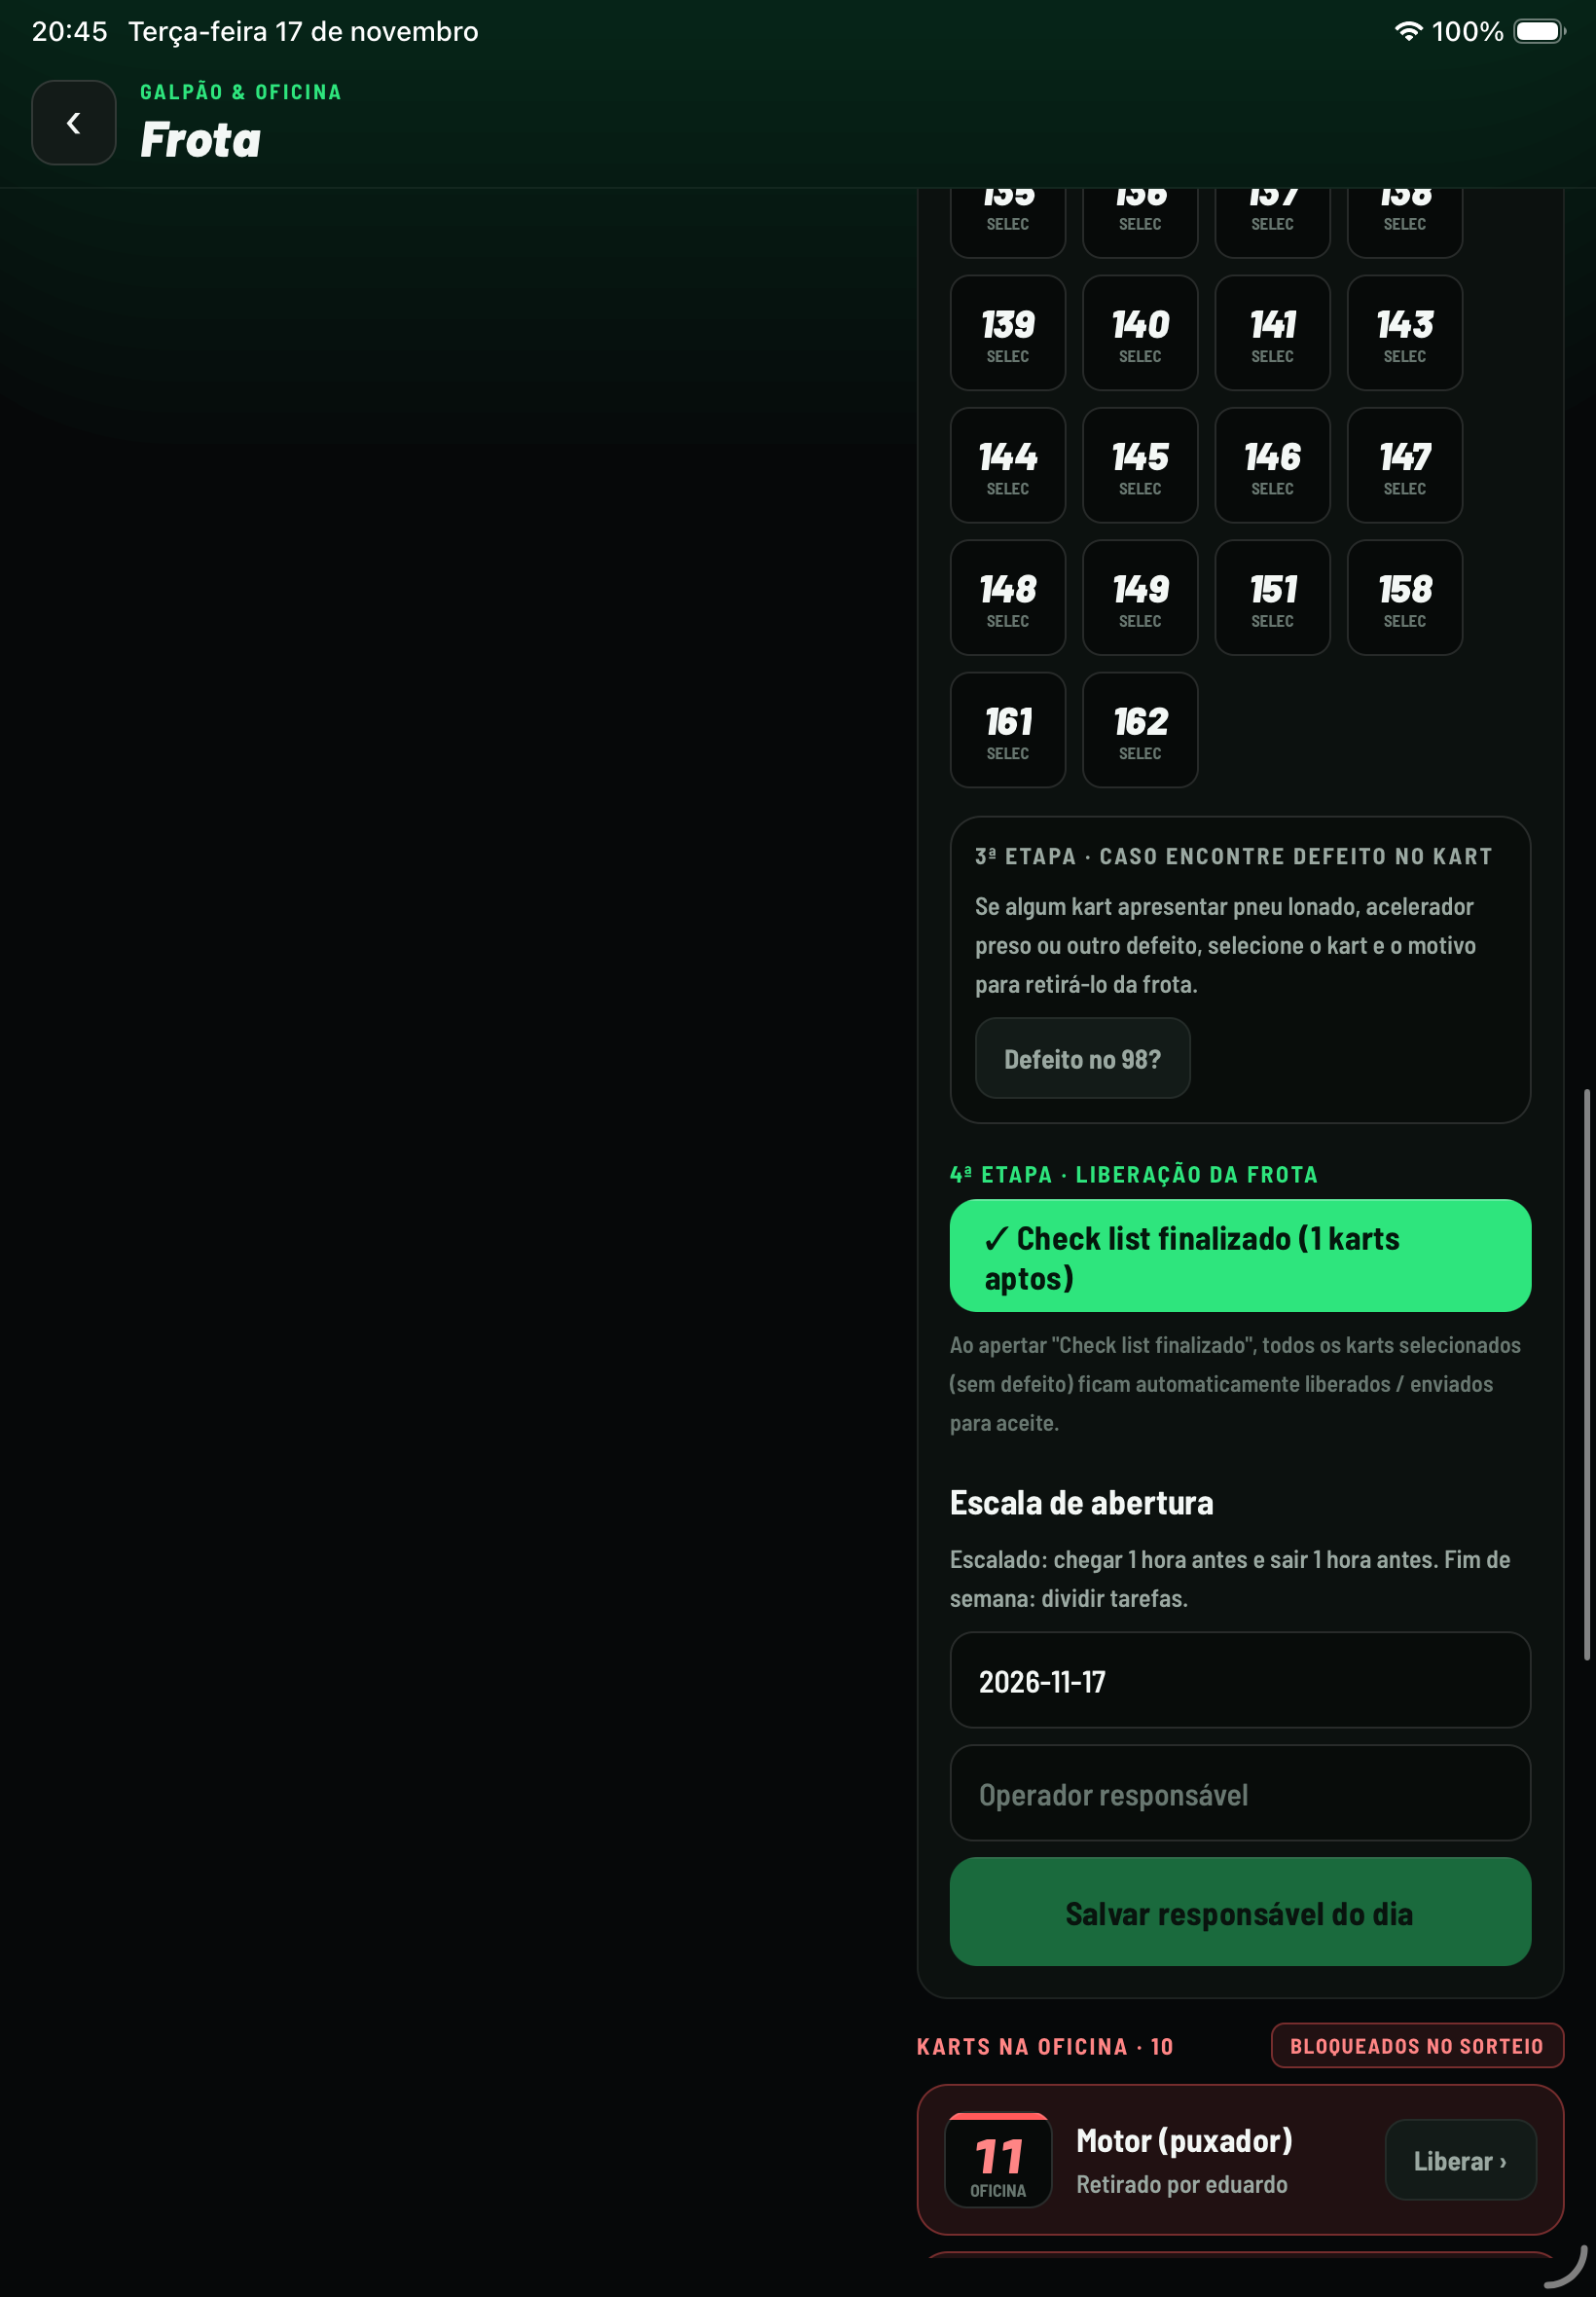 20:45 Terça-feira 17 de novembro
100%
GALPÃO & OFICINA
Frota
135 136 137 138
SELEC SELEC SELEC SELEC
139 140 141 143
SELEC SELEC SELEC SELEC
144 145 146 147
SELEC SELEC SELEC SELEC
148 149 151 158
SELEC SELEC SELEC SELEC
161 162
SELEC SELEC
3ª ETAPA · CASO ENCONTRE DEFEITO NO KART
Se algum kart apresentar pneu lonado, acelerador
preso ou outro defeito, selecione o kart e o motivo
para retirá-lo da frota.
Defeito no 98?
4ª ETAPA · LIBERAÇÃO DA FROTA
✓ Check list finalizado (1 karts
aptos)
Ao apertar "Check list finalizado", todos os karts selecionados
(sem defeito) ficam automaticamente liberados / enviados
para aceite.
Escala de abertura
Escalado: chegar 1 hora antes e sair 1 hora antes. Fim de
semana: dividir tarefas.
2026-11-17
Operador responsável
Salvar responsável do dia
KARTS NA OFICINA · 10
BLOQUEADOS NO SORTEIO
11
OFICINA
Motor (puxador)
Retirado por eduardo
Liberar ›